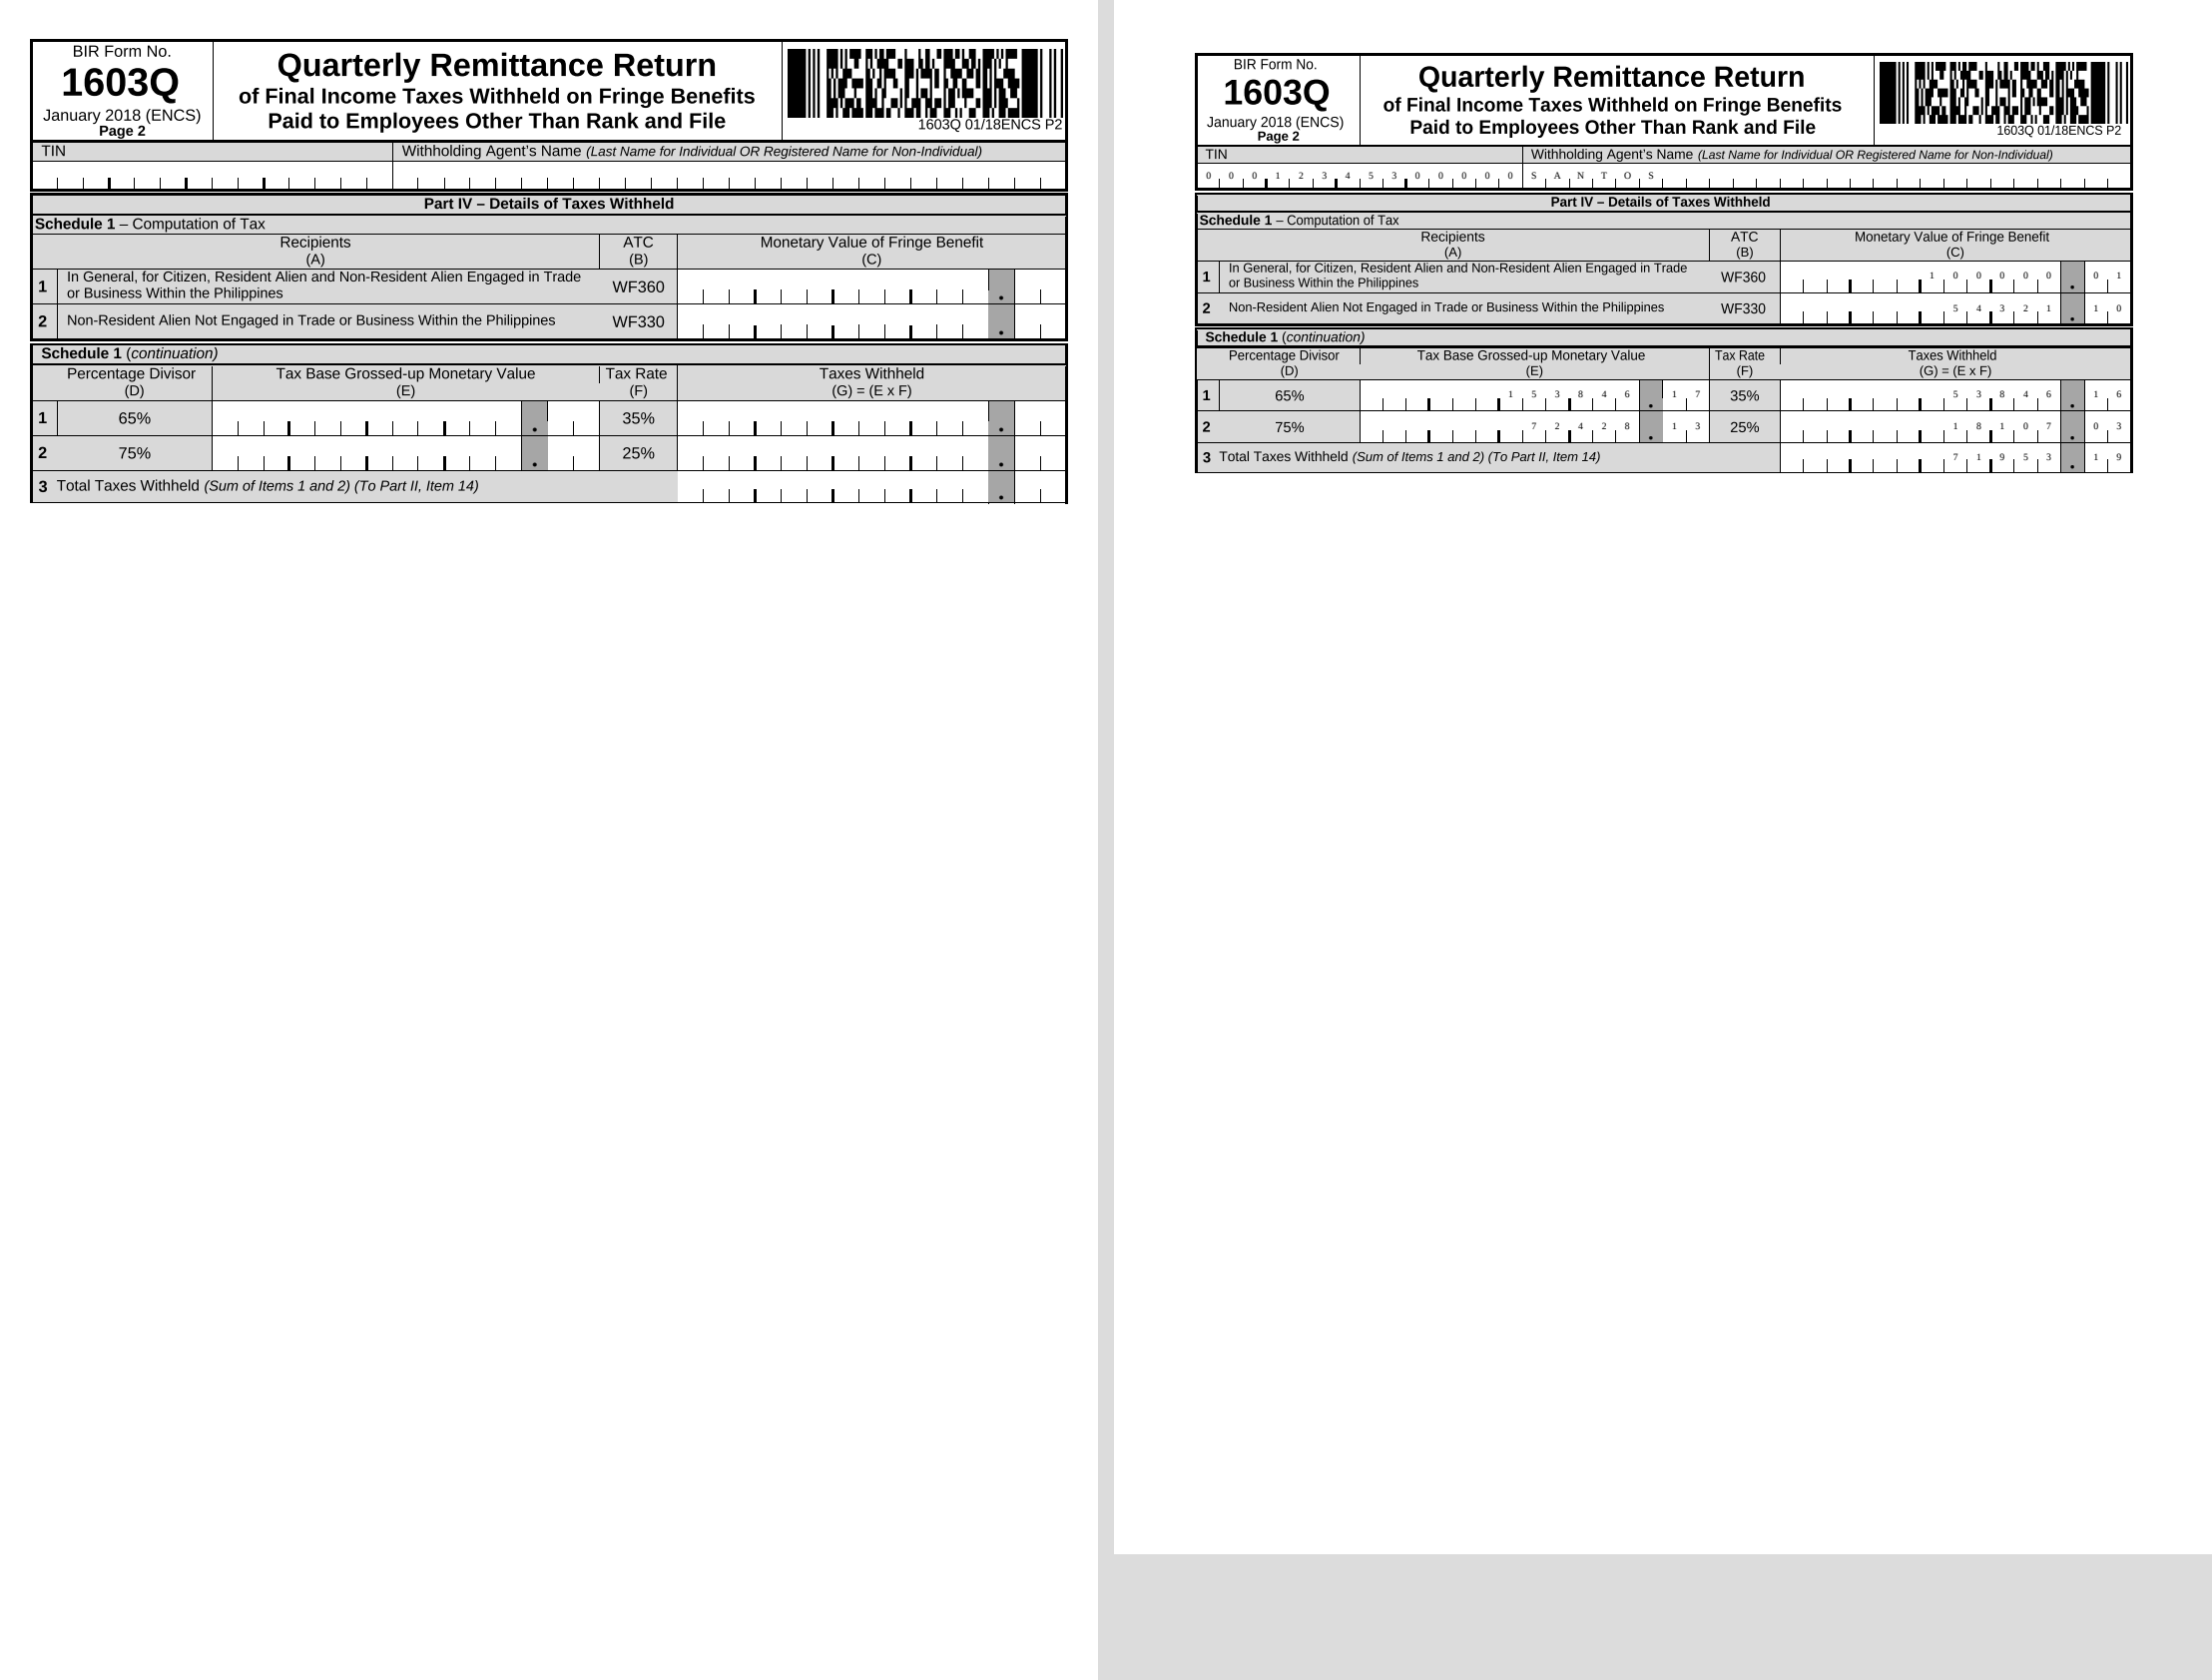 BIR Form No.
1603Q
January 2018 (ENCS)
Page 2
Quarterly Remittance Return
of Final Income Taxes Withheld on Fringe Benefits
Paid to Employees Other Than Rank and File
1603Q 01/18ENCS P2
TIN
Withholding Agent’s Name (Last Name for Individual OR Registered Name for Non-Individual)
Part IV – Details of Taxes Withheld
Schedule 1 – Computation of Tax
Recipients
(A)
ATC
(B)
Monetary Value of Fringe Benefit
(C)
1 In General, for Citizen, Resident Alien and Non-Resident Alien Engaged in Trade
or Business Within the Philippines
WF360
.
2 Non-Resident Alien Not Engaged in Trade or Business Within the Philippines WF330 .
Schedule 1 (continuation)
Percentage Divisor
(D)
Tax Base Grossed-up Monetary Value
(E)
Tax Rate
(F)
Taxes Withheld
(G) = (E x F)
1 65% . 35% .
2 75% . 25% .
3 Total Taxes Withheld (Sum of Items 1 and 2) (To Part II, Item 14) .
BIR Form No.
1603Q
January 2018 (ENCS)
Page 2
Quarterly Remittance Return
of Final Income Taxes Withheld on Fringe Benefits
Paid to Employees Other Than Rank and File
1603Q 01/18ENCS P2
TIN
Withholding Agent’s Name (Last Name for Individual OR Registered Name for Non-Individual)
0 0 0 1 2 3 4 5 3 0 0 0 0 0 S A N T O S
Part IV – Details of Taxes Withheld
Schedule 1 – Computation of Tax
Recipients
(A)
ATC
(B)
Monetary Value of Fringe Benefit
(C)
1 In General, for Citizen, Resident Alien and Non-Resident Alien Engaged in Trade
or Business Within the Philippines
WF360
1 0 0 0 0 0 . 0 1
2 Non-Resident Alien Not Engaged in Trade or Business Within the Philippines WF330 5 4 3 2 1 . 1 0
Schedule 1 (continuation)
Percentage Divisor
(D)
Tax Base Grossed-up Monetary Value
(E)
Tax Rate
(F)
Taxes Withheld
(G) = (E x F)
1 65% 1 5 3 8 4 6 . 1 7 35% 5 3 8 4 6 . 1 6
2 75% 7 2 4 2 8 . 1 3 25% 1 8 1 0 7 . 0 3
3 Total Taxes Withheld (Sum of Items 1 and 2) (To Part II, Item 14) 7 1 9 5 3 . 1 9